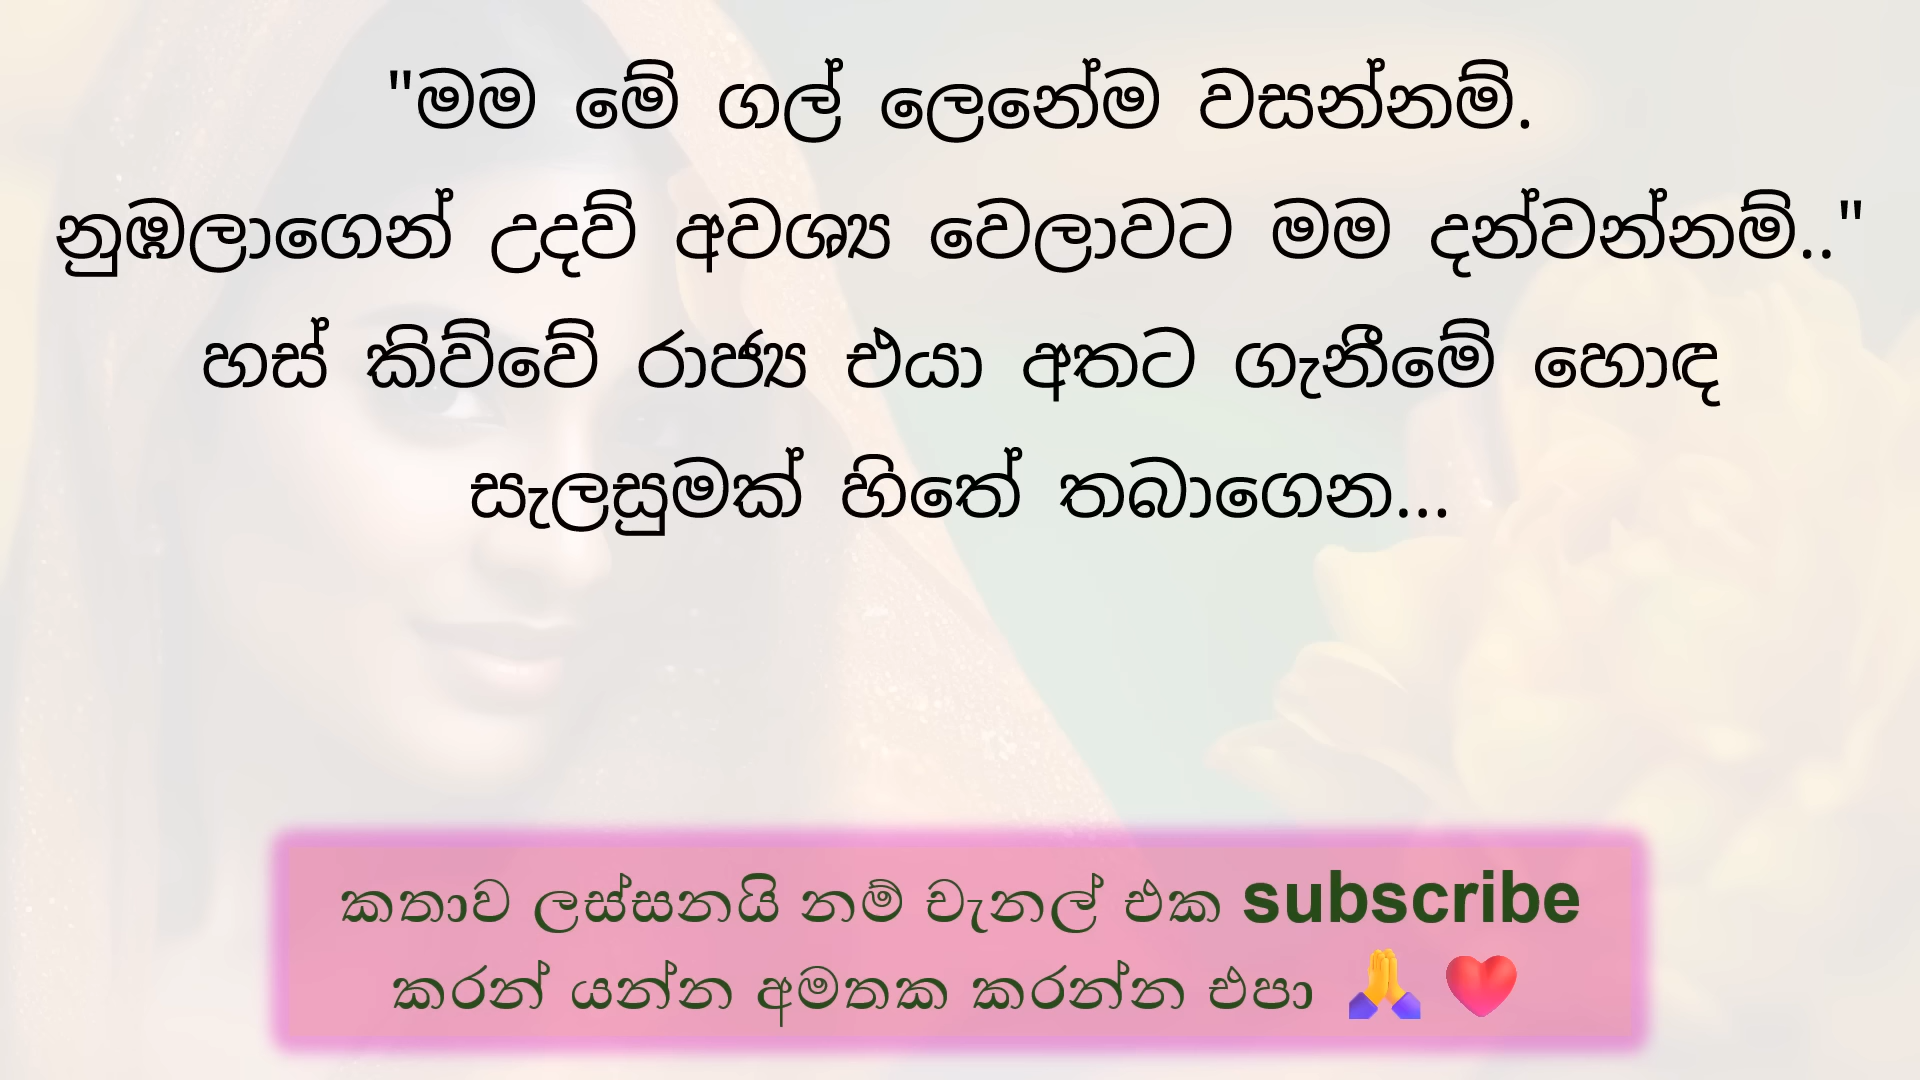 "මම මේ ගල් ලෙනේම වසන්නම්.
නුඹලාගෙන් උදව් අවශ්‍ය වෙලාවට මම දන්වන්නම්.."
හස් කිව්වේ රාජ්‍ය එයා අතට ගැනීමේ හොඳ
සැලසුමක් හිතේ තබාගෙන...
කතාව ලස්සනයි නම් චැනල් එක subscribe
කරන් යන්න අමතක කරන්න එපා 🙏 ❤️